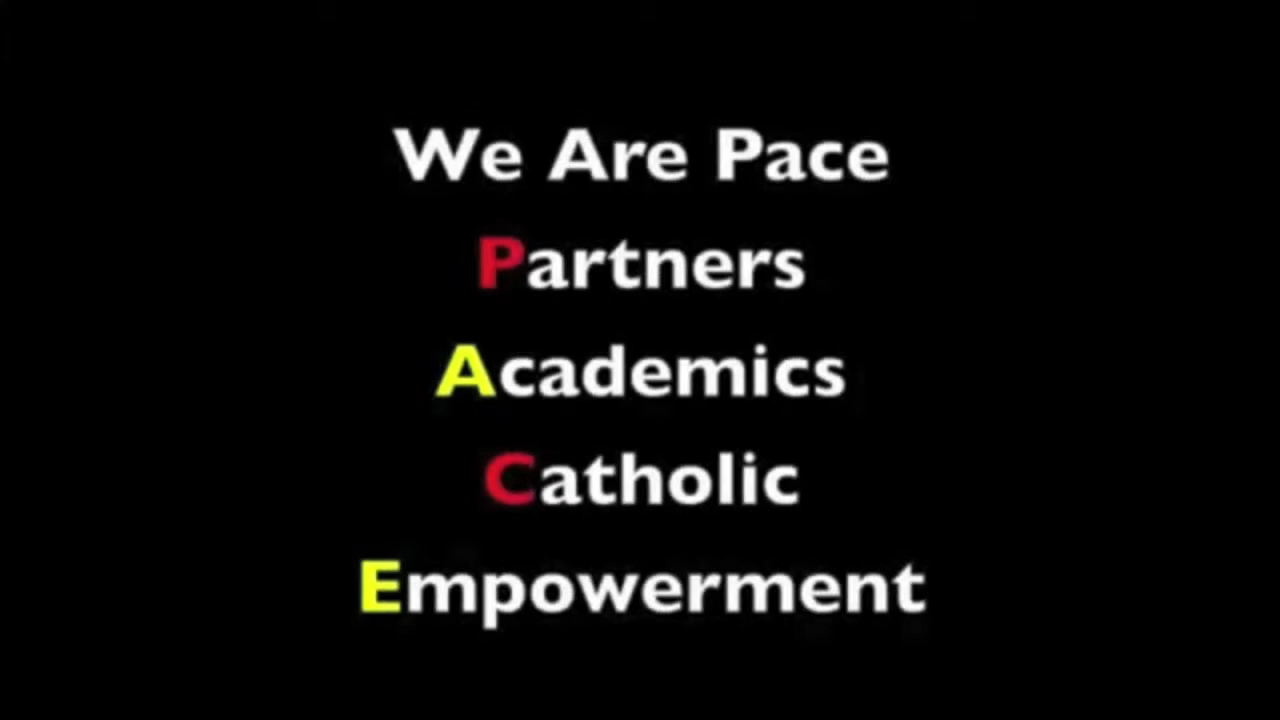 We Are Pace
Partners
Academics
Catholic
Empowerment